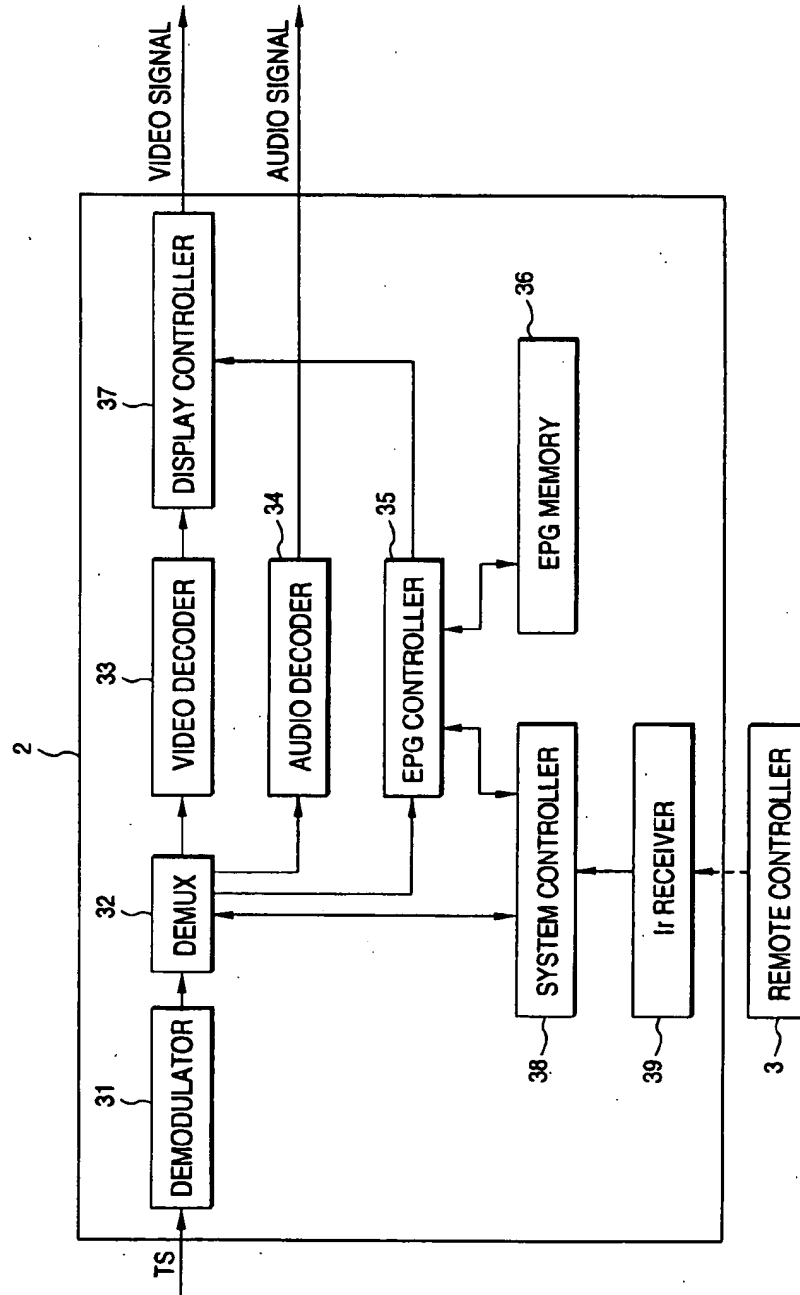 VIDEO SIGNAL
AUDIO SIGNAL
2
TS
31
DEMODULATOR
32
DEMUX
33
VIDEO DECODER
37
DISPLAY CONTROLLER
34
AUDIO DECODER
35
EPG CONTROLLER
36
EPG MEMORY
SYSTEM CONTROLLER
38
Ir RECEIVER
39
REMOTE CONTROLLER
3